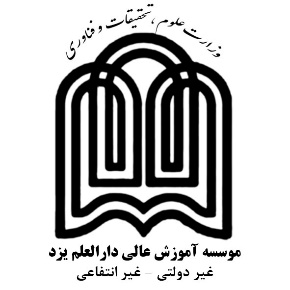 وزارت علوم، تحقیقات و فناوری
موسسه آموزش عالی دارالعلم یزد
غیر دولتی - غیر انتفاعی